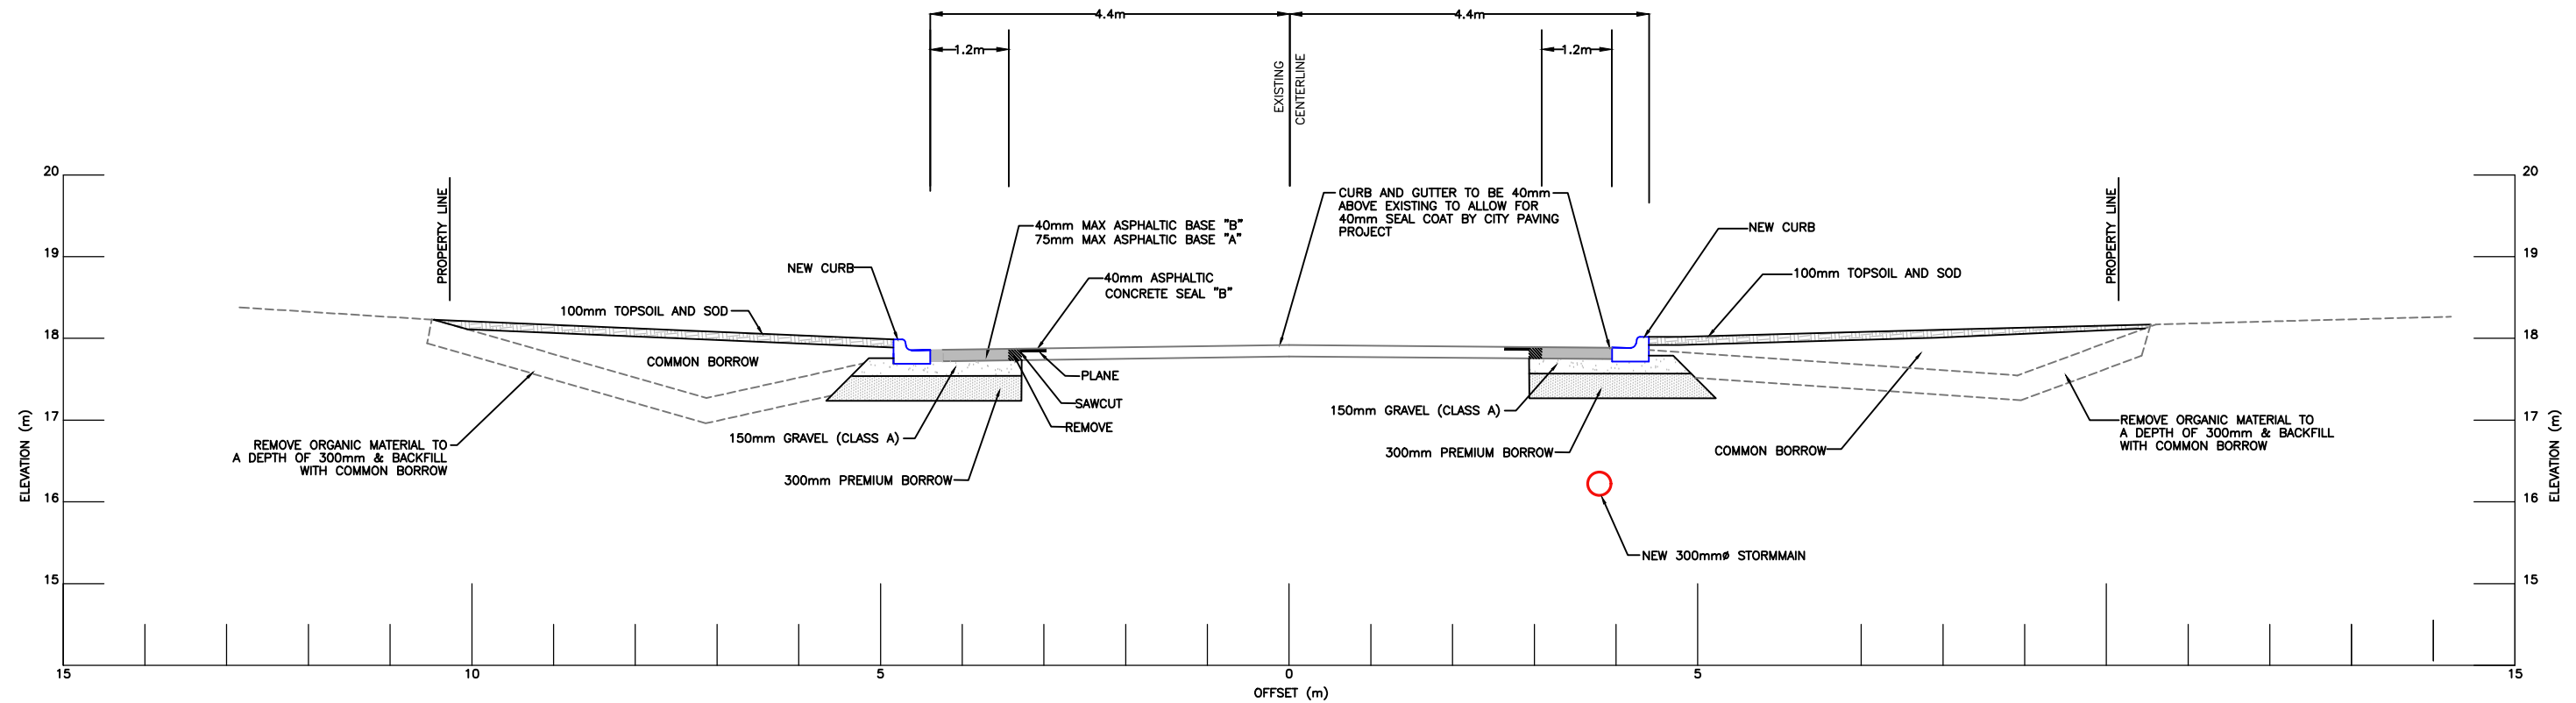 4.4m
4.4m
1.2m
1.2m
EXISTING
CENTERLINE
20
19
18
17
16
15
ELEVATION (m)
PROPERTY LINE
100mm TOPSOIL AND SOD
NEW CURB
40mm MAX ASPHALTIC BASE "B"
75mm MAX ASPHALTIC BASE "A"
40mm ASPHALTIC
CONCRETE SEAL "B"
COMMON BORROW
PLANE
SAWCUT
REMOVE
REMOVE ORGANIC MATERIAL TO
A DEPTH OF 300mm & BACKFILL
WITH COMMON BORROW
150mm GRAVEL (CLASS A)
300mm PREMIUM BORROW
CURB AND GUTTER TO BE 40mm
ABOVE EXISTING TO ALLOW FOR
40mm SEAL COAT BY CITY PAVING
PROJECT
NEW CURB
100mm TOPSOIL AND SOD
PROPERTY LINE
150mm GRAVEL (CLASS A)
300mm PREMIUM BORROW
COMMON BORROW
REMOVE ORGANIC MATERIAL TO
A DEPTH OF 300mm & BACKFILL
WITH COMMON BORROW
NEW 300mmø STORMMAIN
20
19
18
17
16
15
ELEVATION (m)
15
10
5
0
5
15
OFFSET (m)